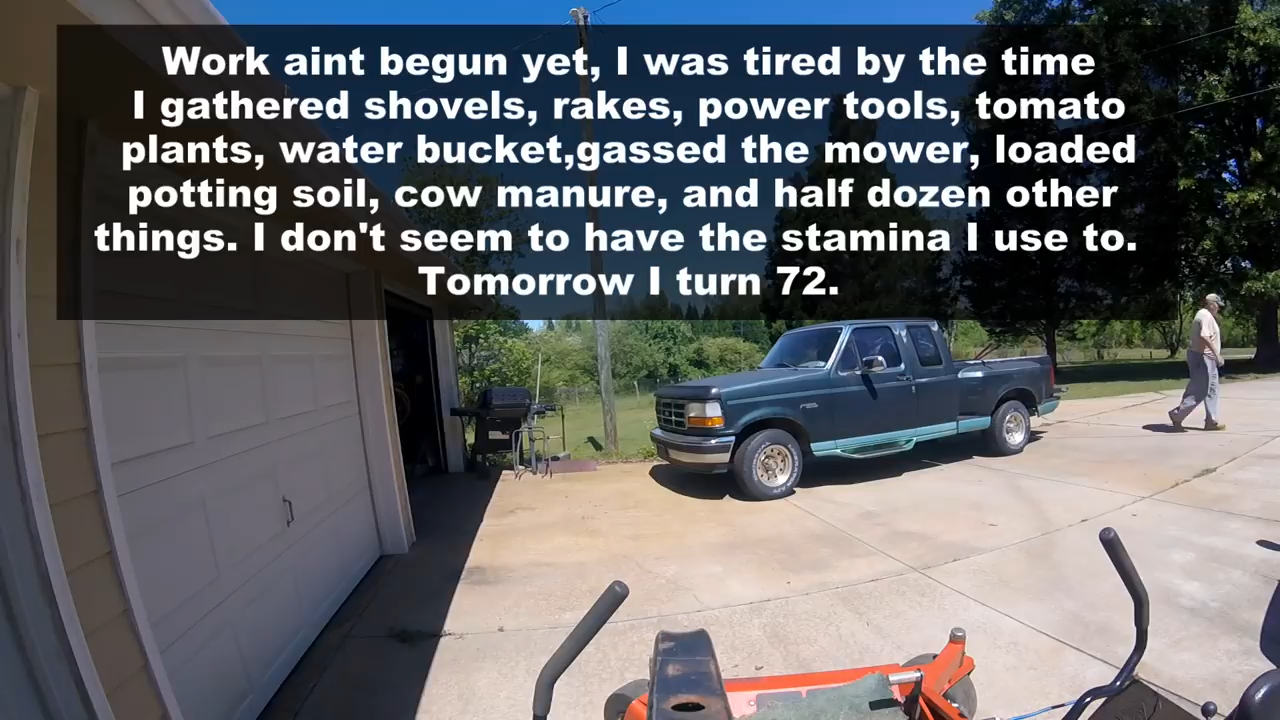 Work aint begun yet, I was tired by the time
I gathered shovels, rakes, power tools, tomato
plants, water bucket,gassed the mower, loaded
potting soil, cow manure, and half dozen other
things. I don't seem to have the stamina I use to.
Tomorrow I turn 72.